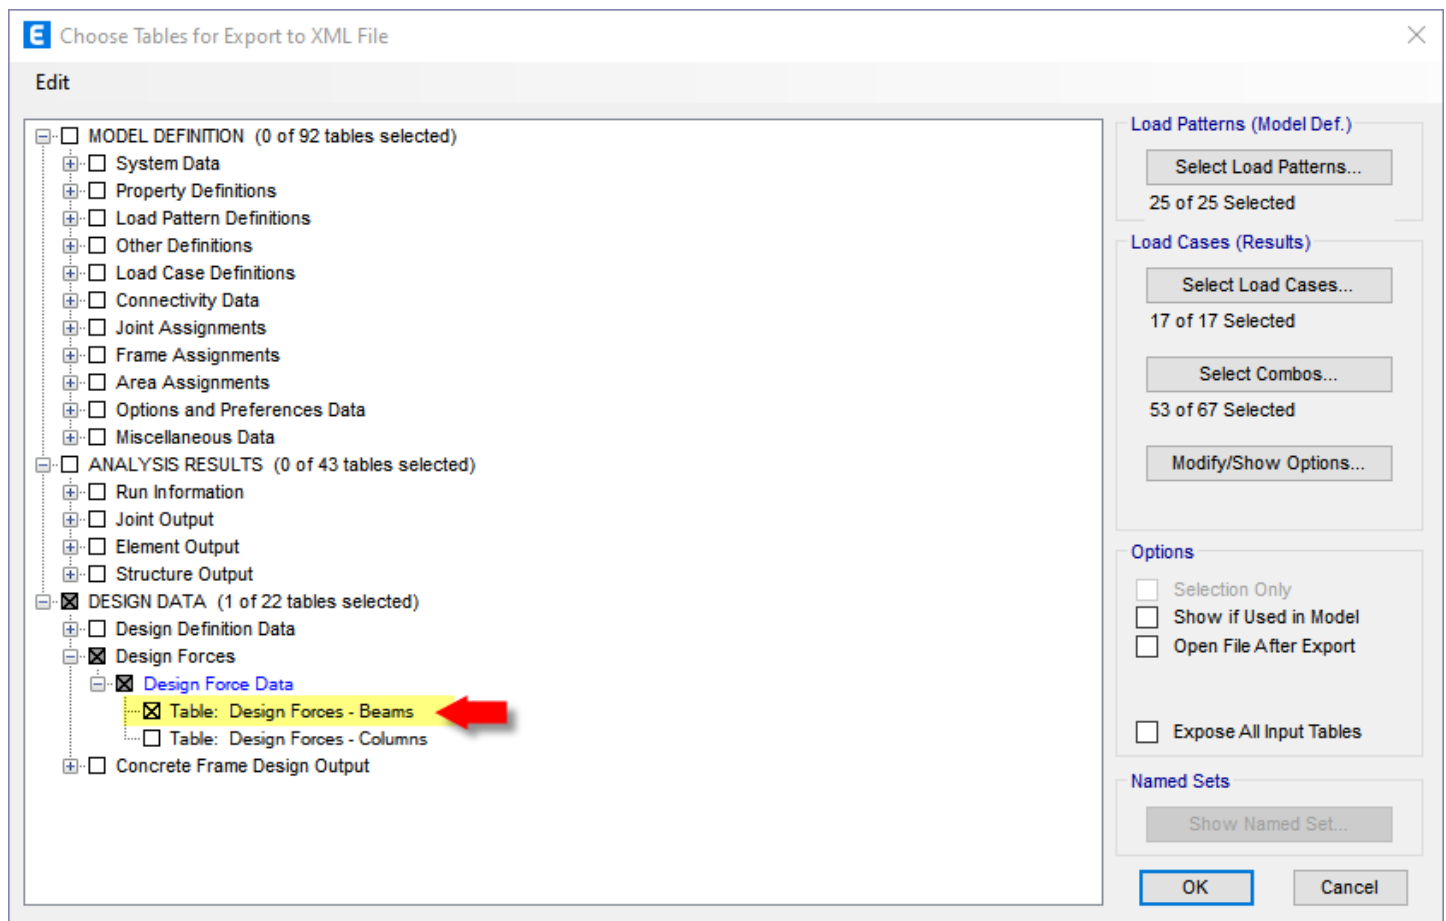 E Choose Tables for Export to XML File
Edit
MODEL DEFINITION (0 of 92 tables selected)
System Data
Property Definitions
Load Pattern Definitions
Other Definitions
Load Case Definitions
Connectivity Data
Joint Assignments
Frame Assignments
Area Assignments
Options and Preferences Data
Miscellaneous Data
ANALYSIS RESULTS (0 of 43 tables selected)
Run Information
Joint Output
Element Output
Structure Output
DESIGN DATA (1 of 22 tables selected)
Design Definition Data
Design Forces
Design Force Data
Table: Design Forces - Beams
Table: Design Forces - Columns
Concrete Frame Design Output
Load Patterns (Model Def.)
Select Load Patterns...
25 of 25 Selected
Load Cases (Results)
Select Load Cases...
17 of 17 Selected
Select Combos...
53 of 67 Selected
Modify/Show Options...
Options
Selection Only
Show if Used in Model
Open File After Export
Expose All Input Tables
Named Sets
Show Named Set...
OK
Cancel